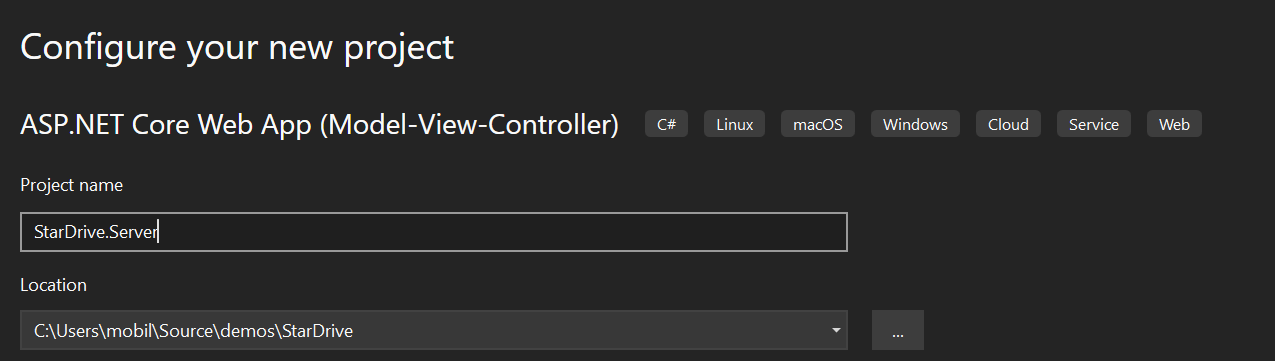 Configure your new project
ASP.NET Core Web App (Model-View-Controller) C# Linux macOS Windows Cloud Service Web
Project name
StarDrive.Server
Location
C:\Users\mobil\Source\demos\StarDrive ...